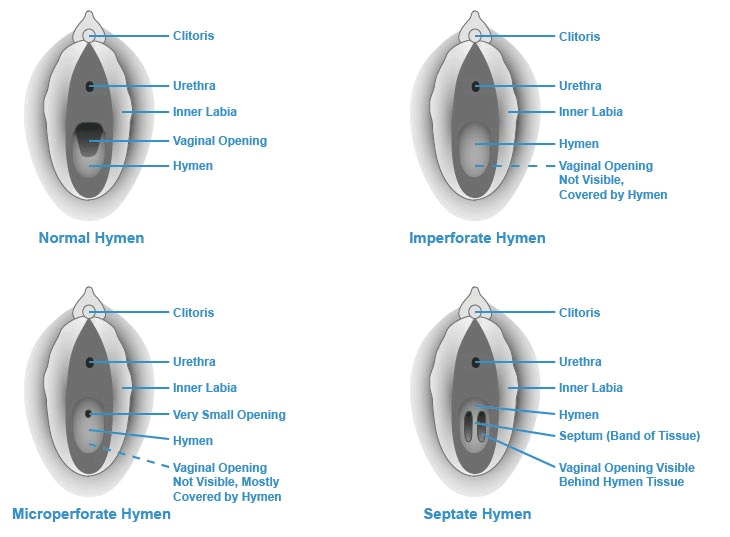 Clitoris
Urethra
Inner Labia
Vaginal Opening
Hymen
Normal Hymen
Clitoris
Urethra
Inner Labia
Hymen
Vaginal Opening
Not Visible,
Covered by Hymen
Imperforate Hymen
Clitoris
Urethra
Inner Labia
Very Small Opening
Hymen
Vaginal Opening
Not Visible, Mostly
Covered by Hymen
Microperforate Hymen
Clitoris
Urethra
Inner Labia
Hymen
Septum (Band of Tissue)
Vaginal Opening Visible
Behind Hymen Tissue
Septate Hymen